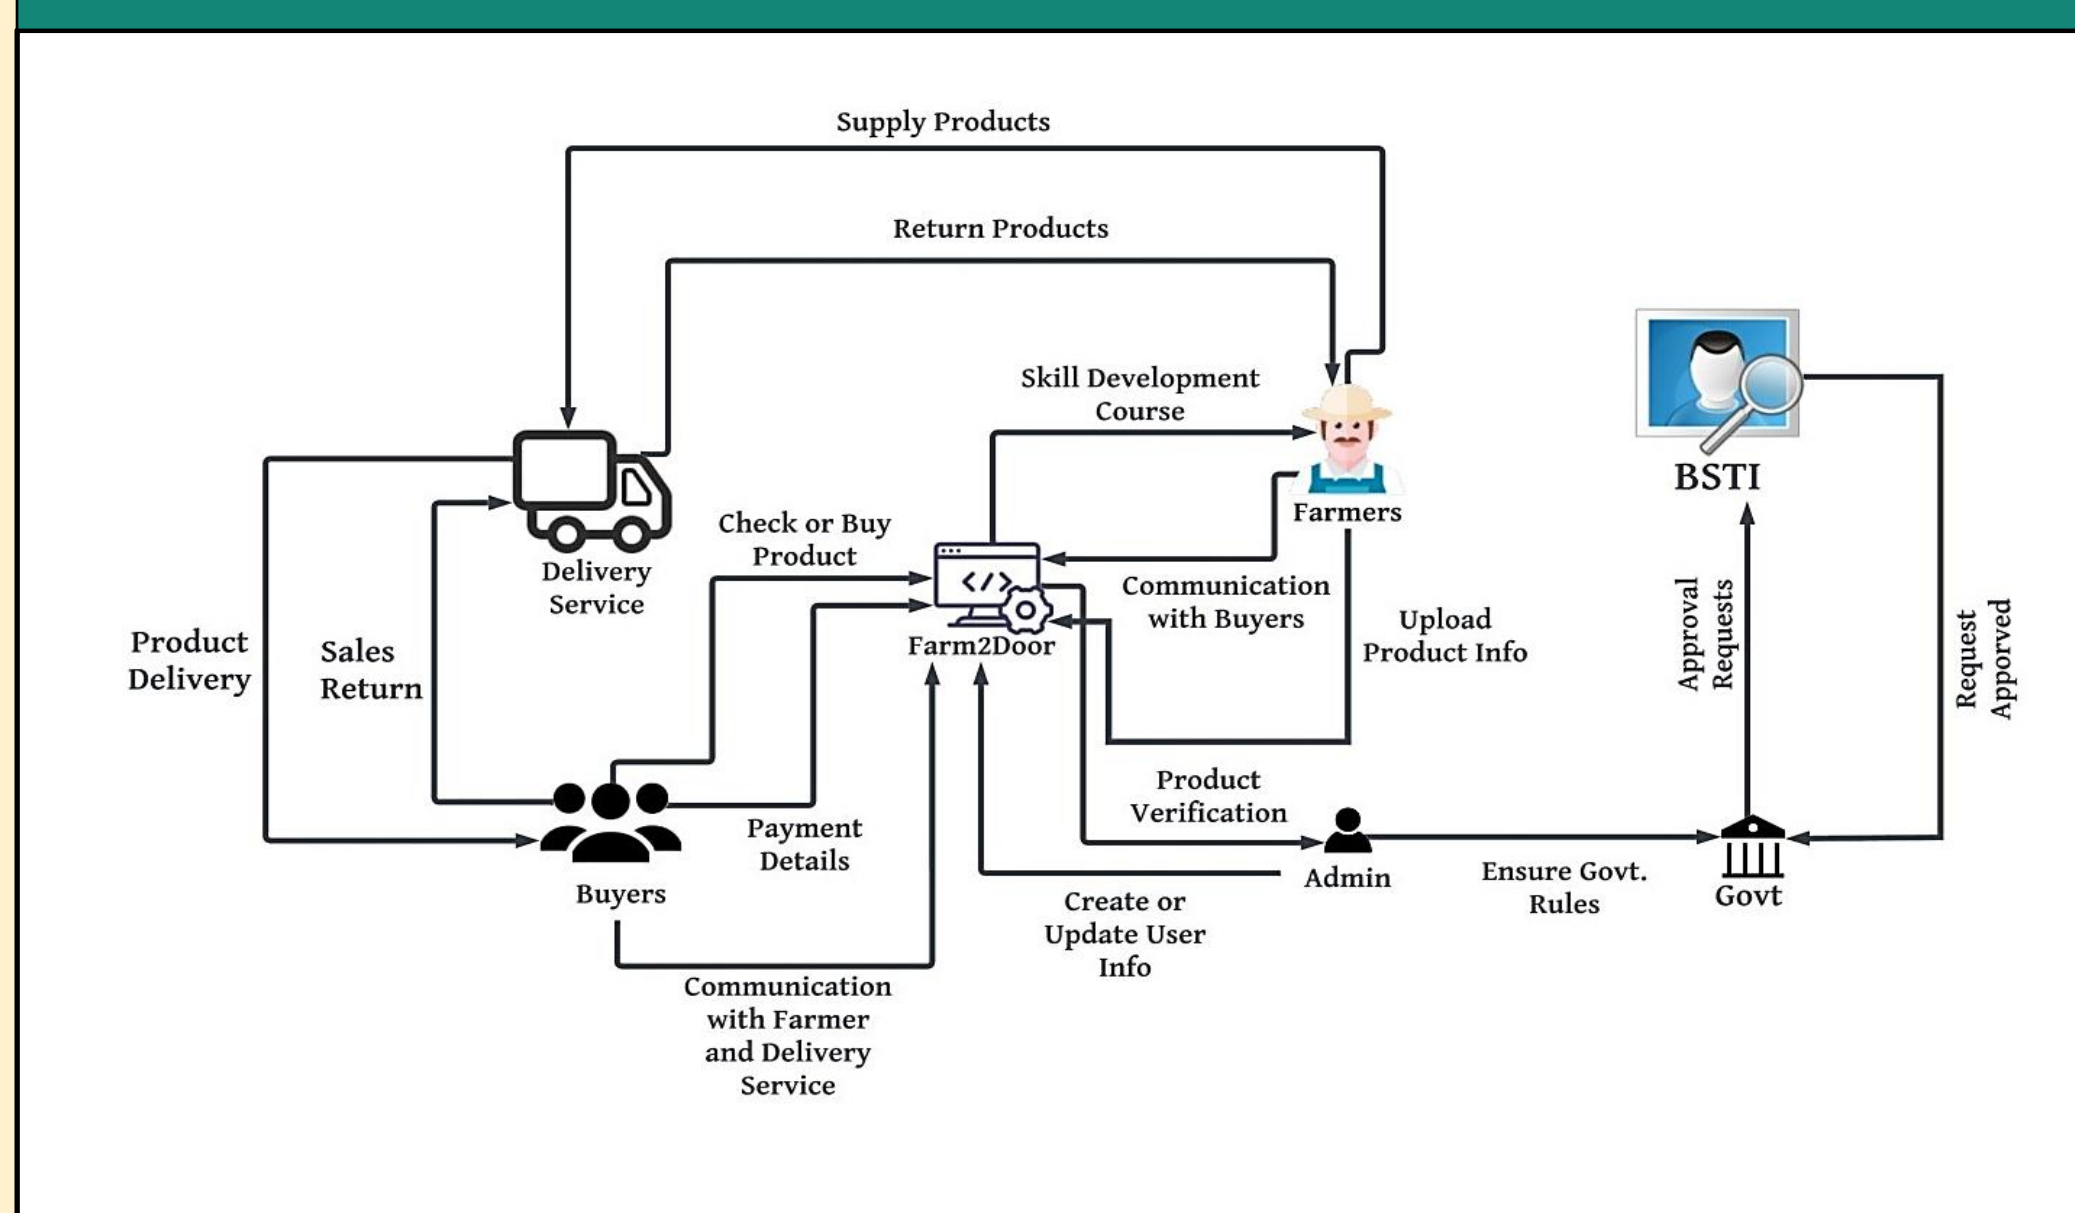 Supply Products
Return Products
Skill Development
Course
BSTI
Farmers
Check or Buy
Product
</>
Delivery
Service
Communication
with Buyers
Upload
Product Info
Farm2Door
Product
Delivery
Sales
Return
Approval
Requests
Request
Apporved
Product
Verification
Payment
Details
Buyers
Admin
Ensure Govt.
Rules
Govt
Create or
Update User
Info
Communication
with Farmer
and Delivery
Service